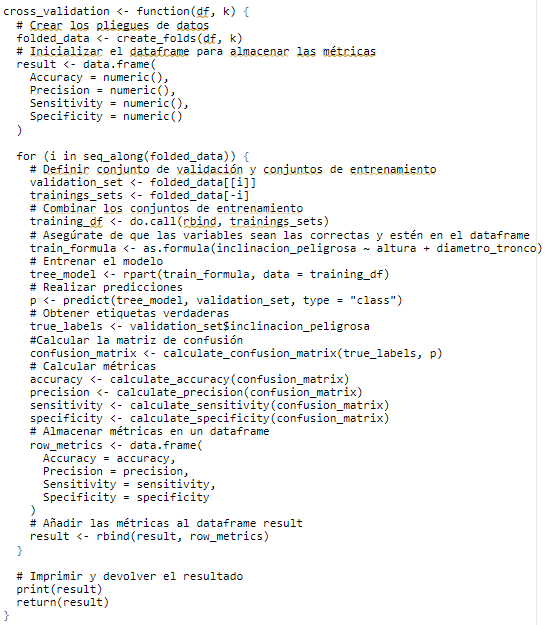 cross_validation <- function(df, k) {
  # Crear los pliegues de datos
  folded_data <- create_folds(df, k)
  # Inicializar el dataframe para almacenar las métricas
  result <- data.frame(
    Accuracy = numeric(),
    Precision = numeric(),
    Sensitivity = numeric(),
    Specificity = numeric()
  )

  for (i in seq_along(folded_data)) {
    # Definir conjunto de validación y conjuntos de entrenamiento
    validation_set <- folded_data[[i]]
    trainings_sets <- folded_data[-i]
    # Combinar los conjuntos de entrenamiento
    training_df <- do.call(rbind, trainings_sets)
    # Asegúrate de que las variables sean las correctas y estén en el dataframe
    train_formula <- as.formula(inclinacion_peligrosa ~ altura + diametro_tronco)
    # Entrenar el modelo
    tree_model <- rpart(train_formula, data = training_df)
    # Realizar predicciones
    p <- predict(tree_model, validation_set, type = "class")
    # Obtener etiquetas verdaderas
    true_labels <- validation_set$inclinacion_peligrosa
    #Calcular la matriz de confusión
    confusion_matrix <- calculate_confusion_matrix(true_labels, p)
    # Calcular métricas
    accuracy <- calculate_accuracy(confusion_matrix)
    precision <- calculate_precision(confusion_matrix)
    sensitivity <- calculate_sensitivity(confusion_matrix)
    specificity <- calculate_specificity(confusion_matrix)
    # Almacenar métricas en un dataframe
    row_metrics <- data.frame(
      Accuracy = accuracy,
      Precision = precision,
      Sensitivity = sensitivity,
      Specificity = specificity
    )
    # Añadir las métricas al dataframe result
    result <- rbind(result, row_metrics)
  }

  # Imprimir y devolver el resultado
  print(result)
  return(result)
}